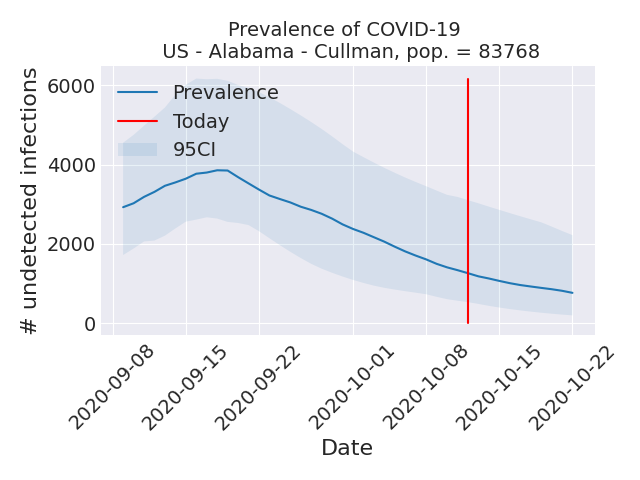 Prevalence of COVID-19
US - Alabama - Cullman, pop. = 83768
# undetected infections
6000
4000
2000
0
Prevalence
Today
95CI
2020-09-08
2020-09-15
2020-09-22
2020-10-01
2020-10-08
2020-10-15
2020-10-22
Date